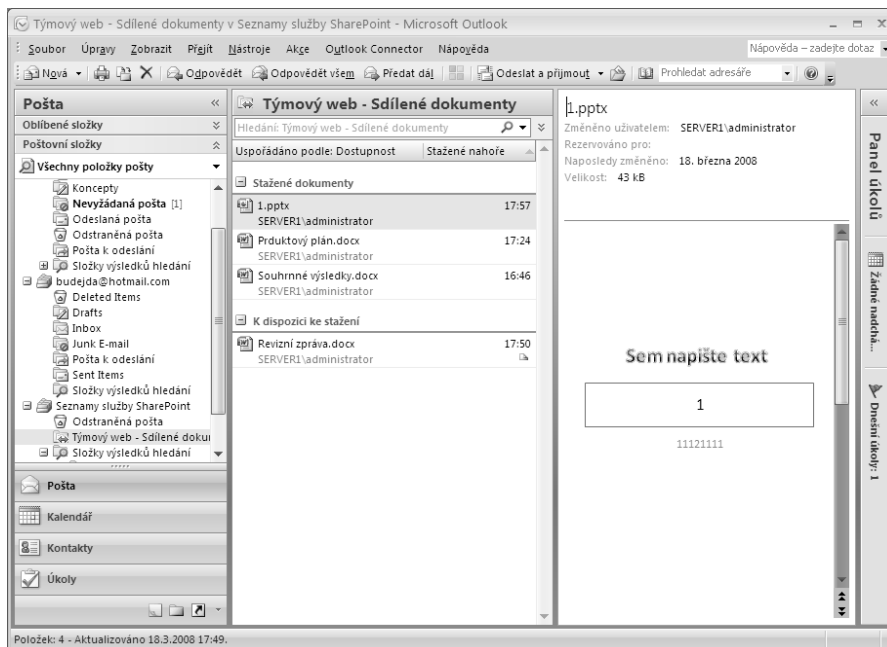 Týmový web - Sdílené dokumenty v Seznamy služby SharePoint - Microsoft Outlook
Soubor Úpravy Zobrazit Přejít Nástroje Akce Outlook Connector Nápověda
Nápověda – zadejte dotaz
Nová Odpovědět Odpovědět všem Předat dál Odeslat a přijmout Prohledat adresáře
Pošta
Oblíbené složky
Poštovní složky
Všechny položky pošty
Koncepty
Nevyžádaná pošta [1]
Odeslaná pošta
Odstraněná pošta
Pošta k odeslání
Složky výsledků hledání
budejda@hotmail.com
Deleted Items
Drafts
Inbox
Junk E-mail
Pošta k odeslání
Sent Items
Složky výsledků hledání
Seznamy služby SharePoint
Odstraněná pošta
Týmový web - Sdílené doku
Složky výsledků hledání
Pošta
Kalendář
Kontakty
Úkoly
Týmový web - Sdílené dokumenty
Hledání: Týmový web - Sdílené dokumenty
Uspořádáno podle: Dostupnost Stažené nahoře
Stažené dokumenty
1.pptx 17:57
SERVER1\administrator
Prduktový plán.docx 17:24
SERVER1\administrator
Souhrnné výsledky.docx 16:46
SERVER1\administrator
K dispozici ke stažení
Revizní zpráva.docx 17:50
SERVER1\administrator
1.pptx
Změněno uživatelem: SERVER1\administrator
Rezervováno pro:
Naposledy změněno: 18. března 2008
Velikost: 43 kB
Sem napište text
1
11121111
Panel úkolů
Žádné nadchá...
Dnešní úkoly: 1
Položek: 4 - Aktualizováno 18.3.2008 17:49.